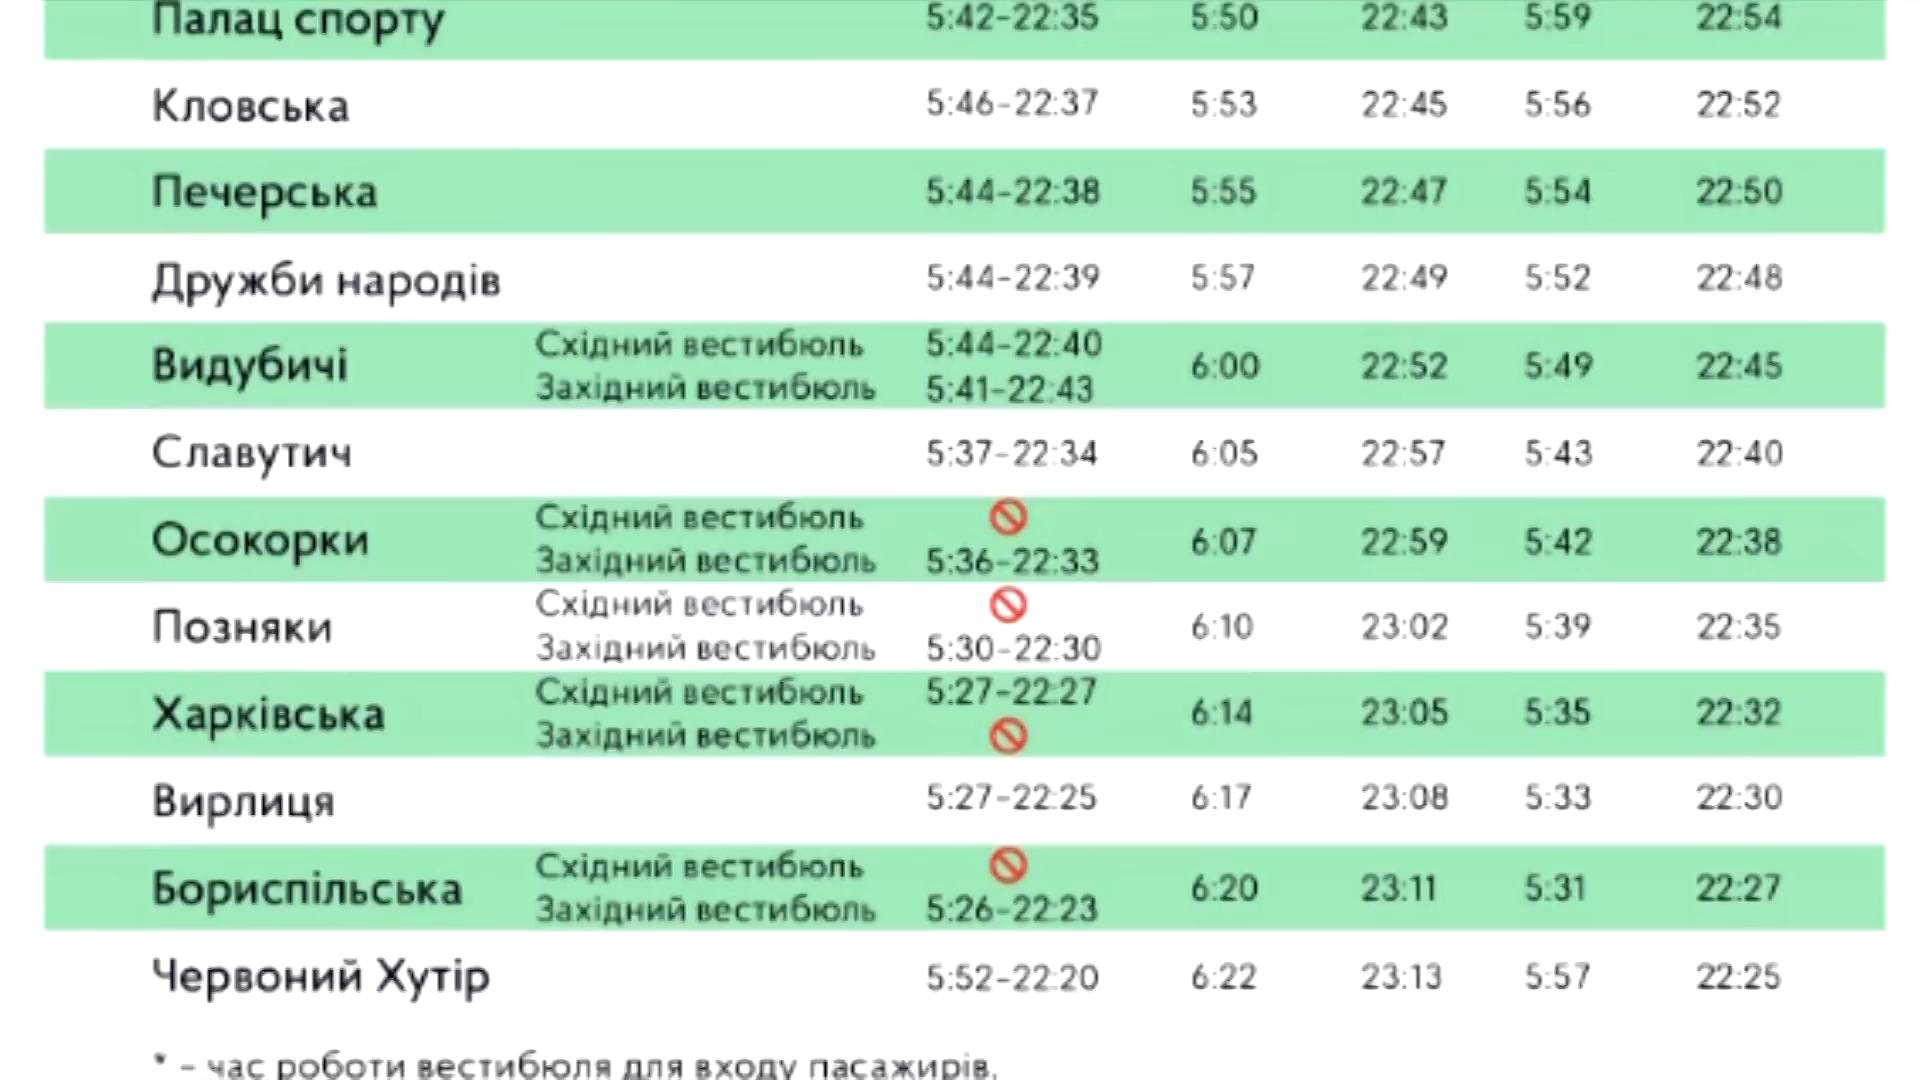 Палац спорту 5:42-22:35 5:50 22:43 5:59 22:54
Кловська 5:46-22:37 5:53 22:45 5:56 22:52
Печерська 5:44-22:38 5:55 22:47 5:54 22:50
Дружби народів 5:44-22:39 5:57 22:49 5:52 22:48
Видубичі Східний вестибюль 5:44-22:40 6:00 22:52 5:49 22:45
Західний вестибюль 5:41-22:43
Славутич 5:37-22:34 6:05 22:57 5:43 22:40
Осокорки Східний вестибюль 6:07 22:59 5:42 22:38
Західний вестибюль 5:36-22:33
Позняки Східний вестибюль 6:10 23:02 5:39 22:35
Західний вестибюль 5:30-22:30
Харківська Східний вестибюль 5:27-22:27 6:14 23:05 5:35 22:32
Західний вестибюль
Вирлиця 5:27-22:25 6:17 23:08 5:33 22:30
Бориспільська Східний вестибюль 6:20 23:11 5:31 22:27
Західний вестибюль 5:26-22:23
Червоний Хутір 5:52-22:20 6:22 23:13 5:57 22:25
* - час роботи вестибюля для входу пасажирів.